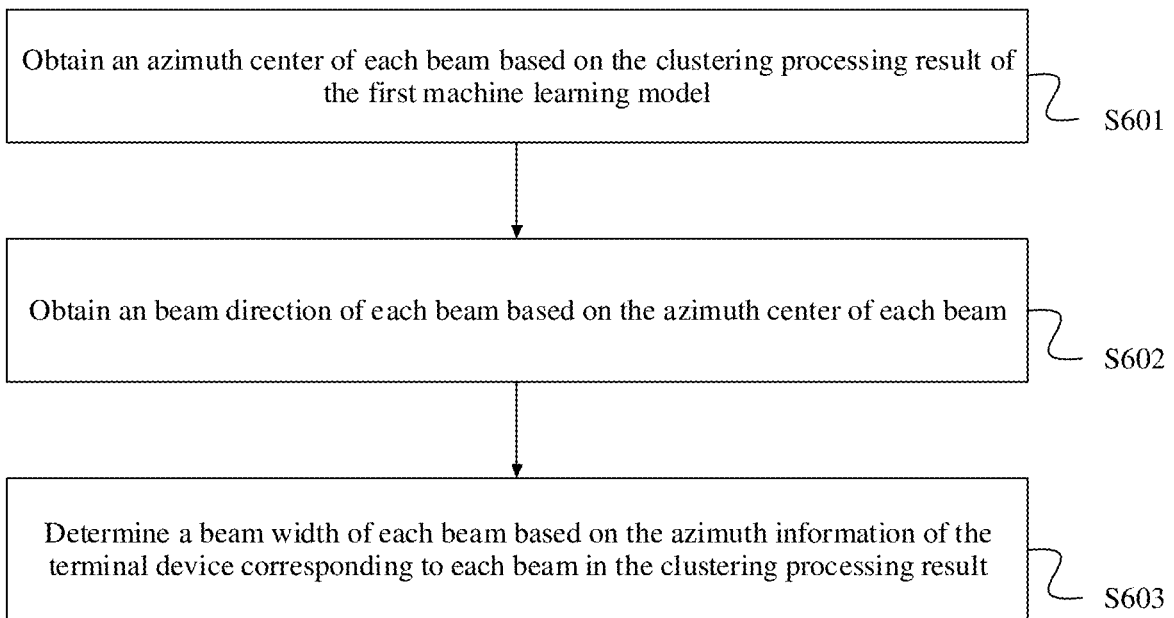 Obtain an azimuth center of each beam based on the clustering processing result of
the first machine learning model
S601
Obtain an beam direction of each beam based on the azimuth center of each beam
S602
Determine a beam width of each beam based on the azimuth information of the
terminal device corresponding to each beam in the clustering processing result
S603